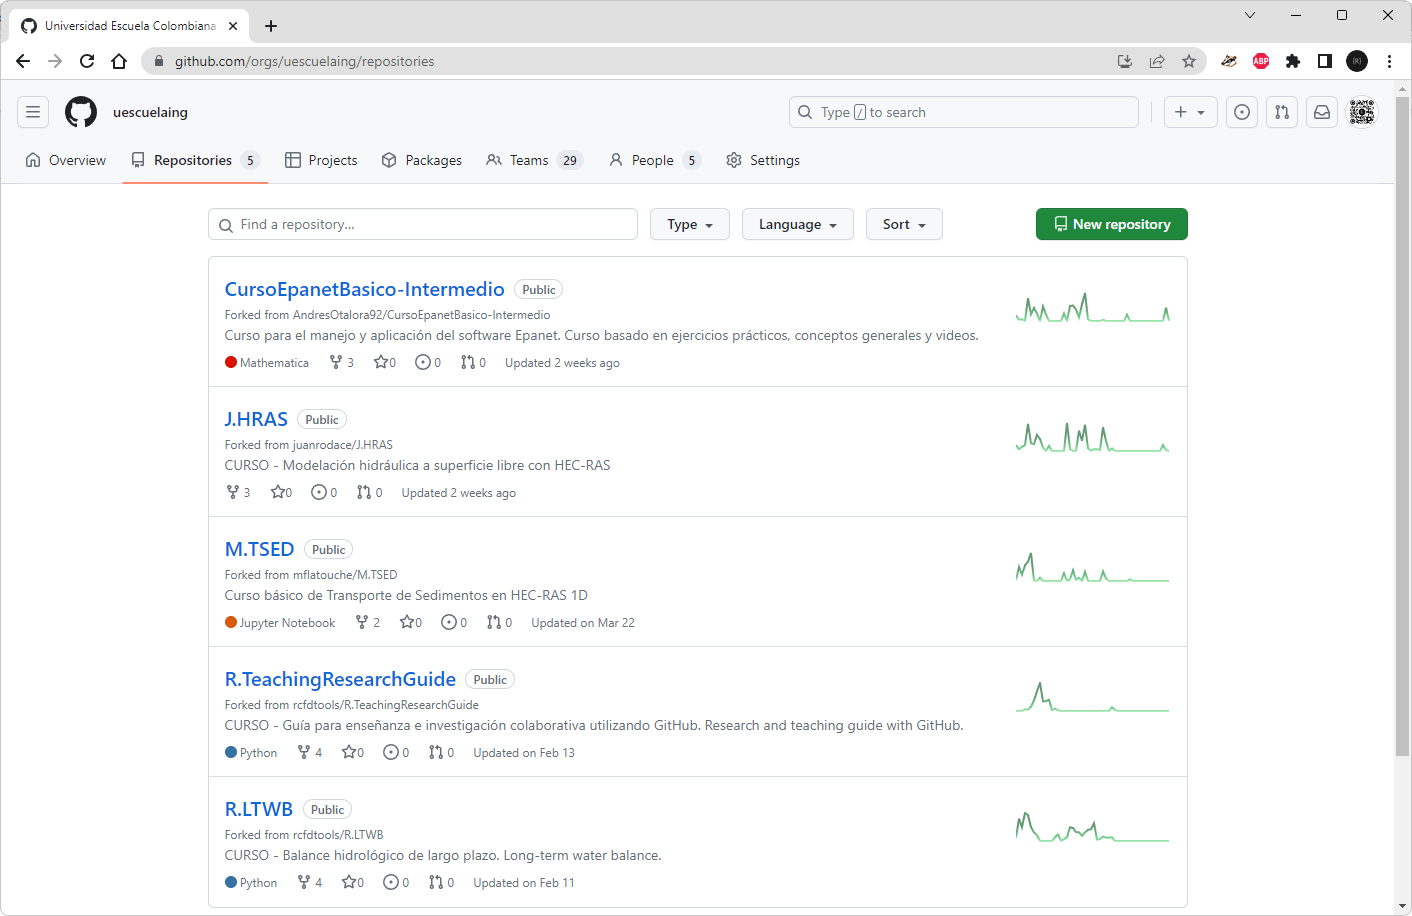 Universidad Escuela Colombiana
github.com/orgs/uescuelaing/repositories
ABP
uescuelaing
Type / to search
Overview
Repositories 5
Projects
Packages
Teams 29
People 5
Settings
Find a repository...
Type
Language
Sort
New repository
CursoEpanetBasico-Intermedio Public
Forked from AndresOtalora92/CursoEpanetBasico-Intermedio
Curso para el manejo y aplicación del software Epanet. Curso basado en ejercicios prácticos, conceptos generales y videos.
Mathematica 3 0 0 0 Updated 2 weeks ago
J.HRAS Public
Forked from juanrodace/J.HRAS
CURSO - Modelación hidráulica a superficie libre con HEC-RAS
3 0 0 0 Updated 2 weeks ago
M.TSED Public
Forked from mflatouche/M.TSED
Curso básico de Transporte de Sedimentos en HEC-RAS 1D
Jupyter Notebook 2 0 0 0 Updated on Mar 22
R.TeachingResearchGuide Public
Forked from rcfdtools/R.TeachingResearchGuide
CURSO - Guía para enseñanza e investigación colaborativa utilizando GitHub. Research and teaching guide with GitHub.
Python 4 0 0 0 Updated on Feb 13
R.LTWB Public
Forked from rcfdtools/R.LTWB
CURSO - Balance hidrológico de largo plazo. Long-term water balance.
Python 4 0 0 0 Updated on Feb 11